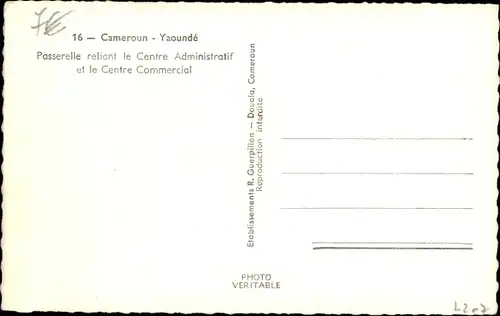 16 — Cameroun - Yaoundé
Passerelle reliant le Centre Administratif
et le Centre Commercial
Etablissements R. Guerpillon — Douala, Cameroun
Reproduction interdite
PHOTO
VERITABLE